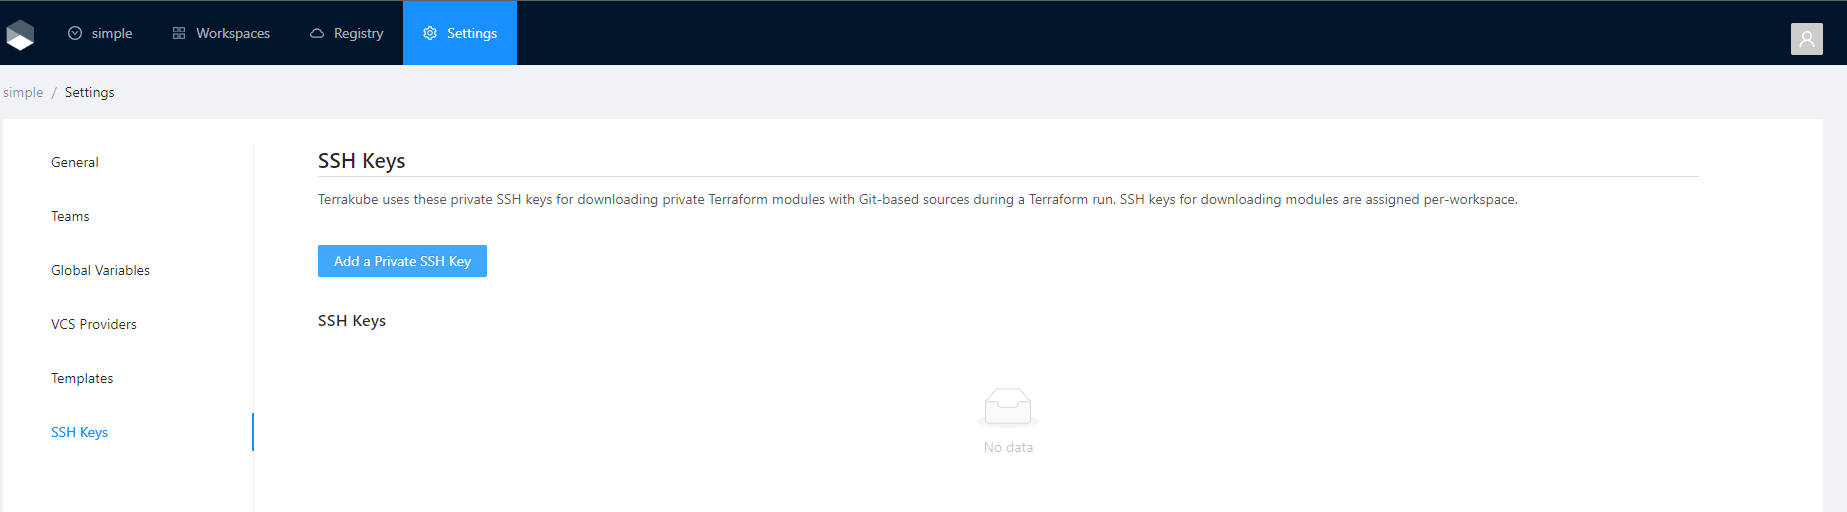 simple Workspaces Registry Settings
simple / Settings
General
Teams
Global Variables
VCS Providers
Templates
SSH Keys
SSH Keys
Terrakube uses these private SSH keys for downloading private Terraform modules with Git-based sources during a Terraform run. SSH keys for downloading modules are assigned per-workspace.
Add a Private SSH Key
SSH Keys
No data